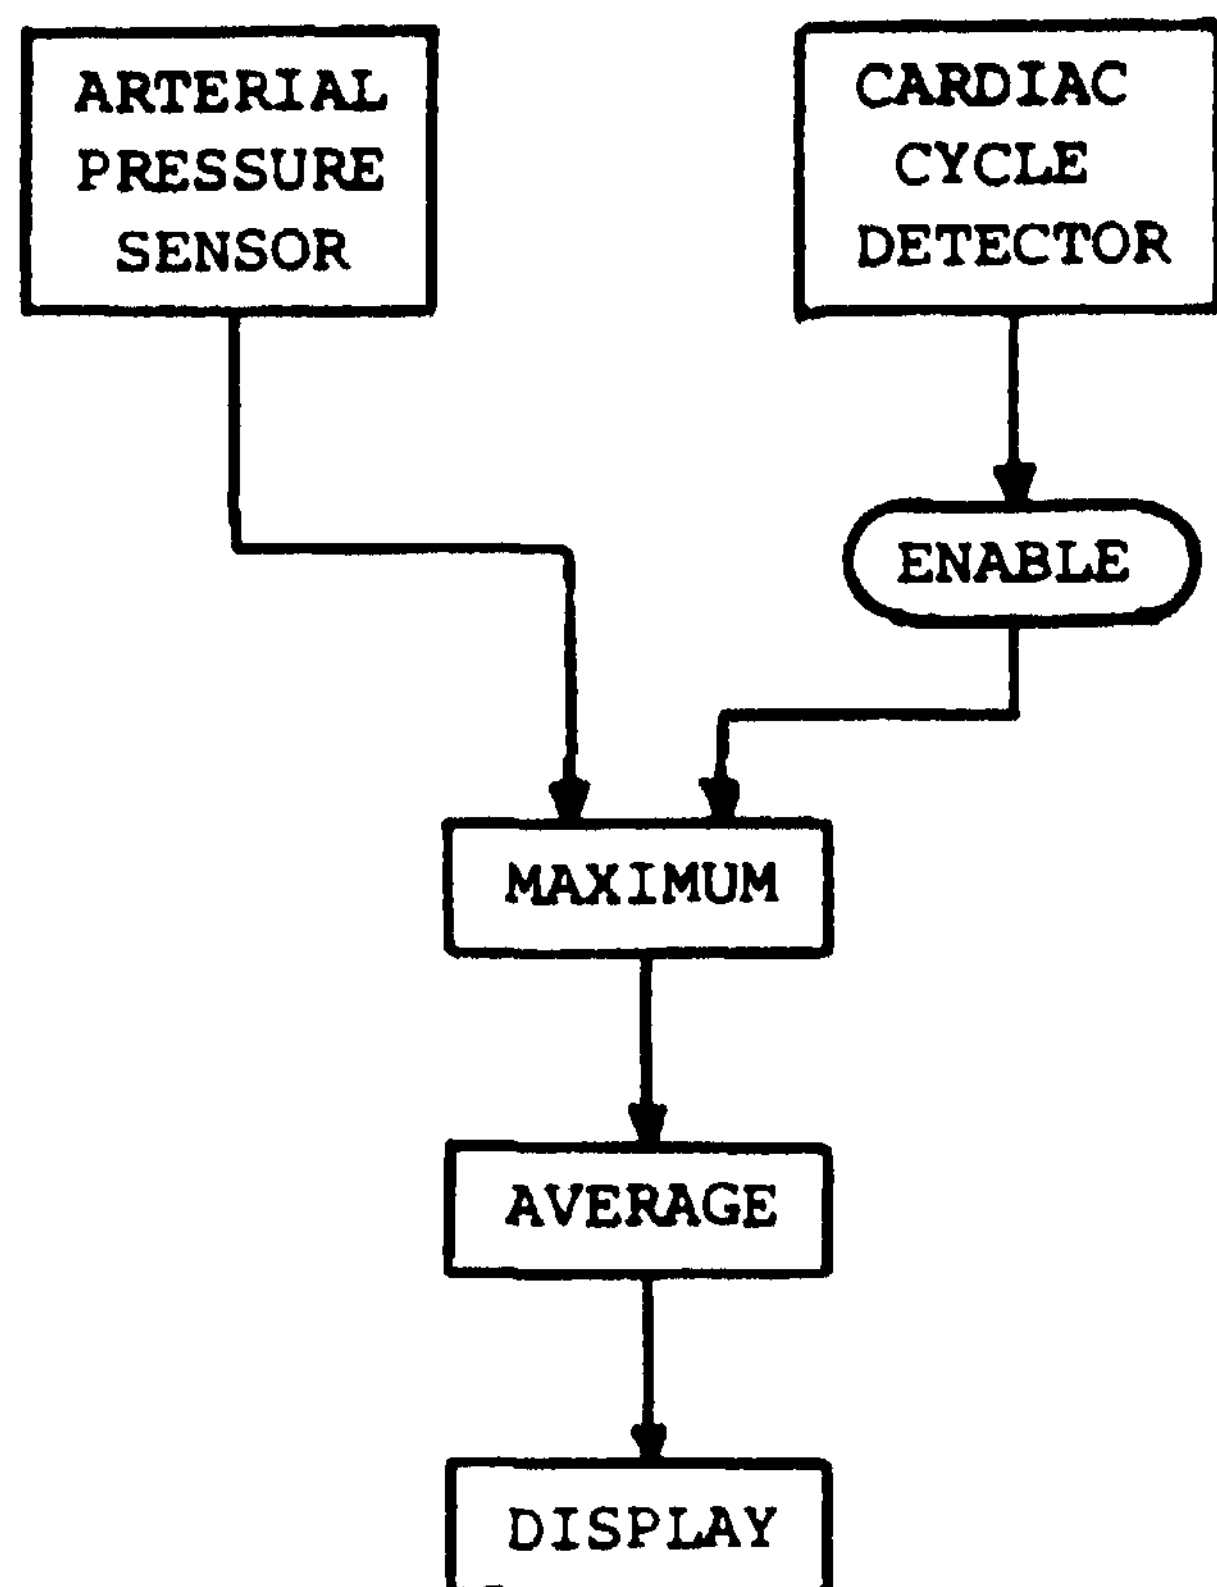 ARTERIAL
PRESSURE
SENSOR
CARDIAC
CYCLE
DETECTOR
ENABLE
MAXIMUM
AVERAGE
DISPLAY